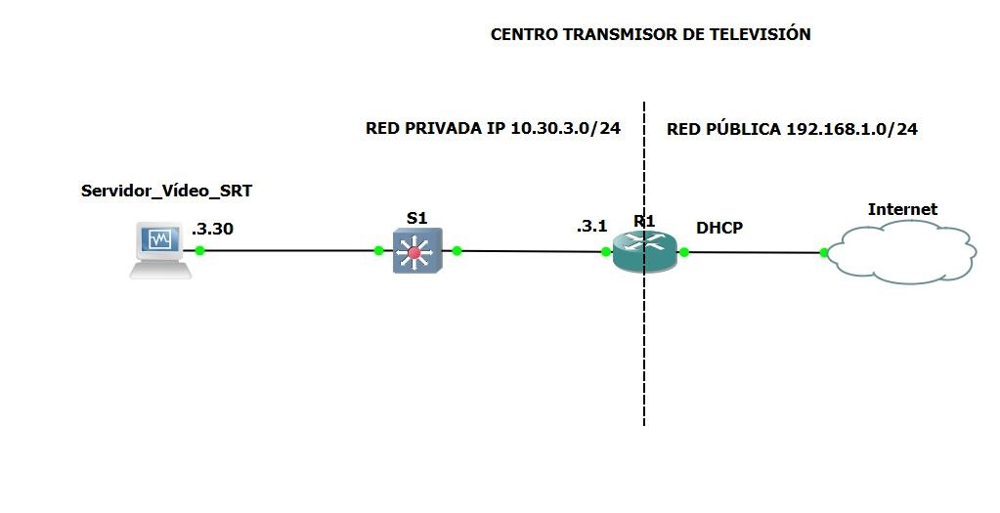 CENTRO TRANSMISOR DE TELEVISIÓN
RED PRIVADA IP 10.30.3.0/24
RED PÚBLICA 192.168.1.0/24
Servidor_Vídeo_SRT
.3.30
S1
.3.1
R1
DHCP
Internet